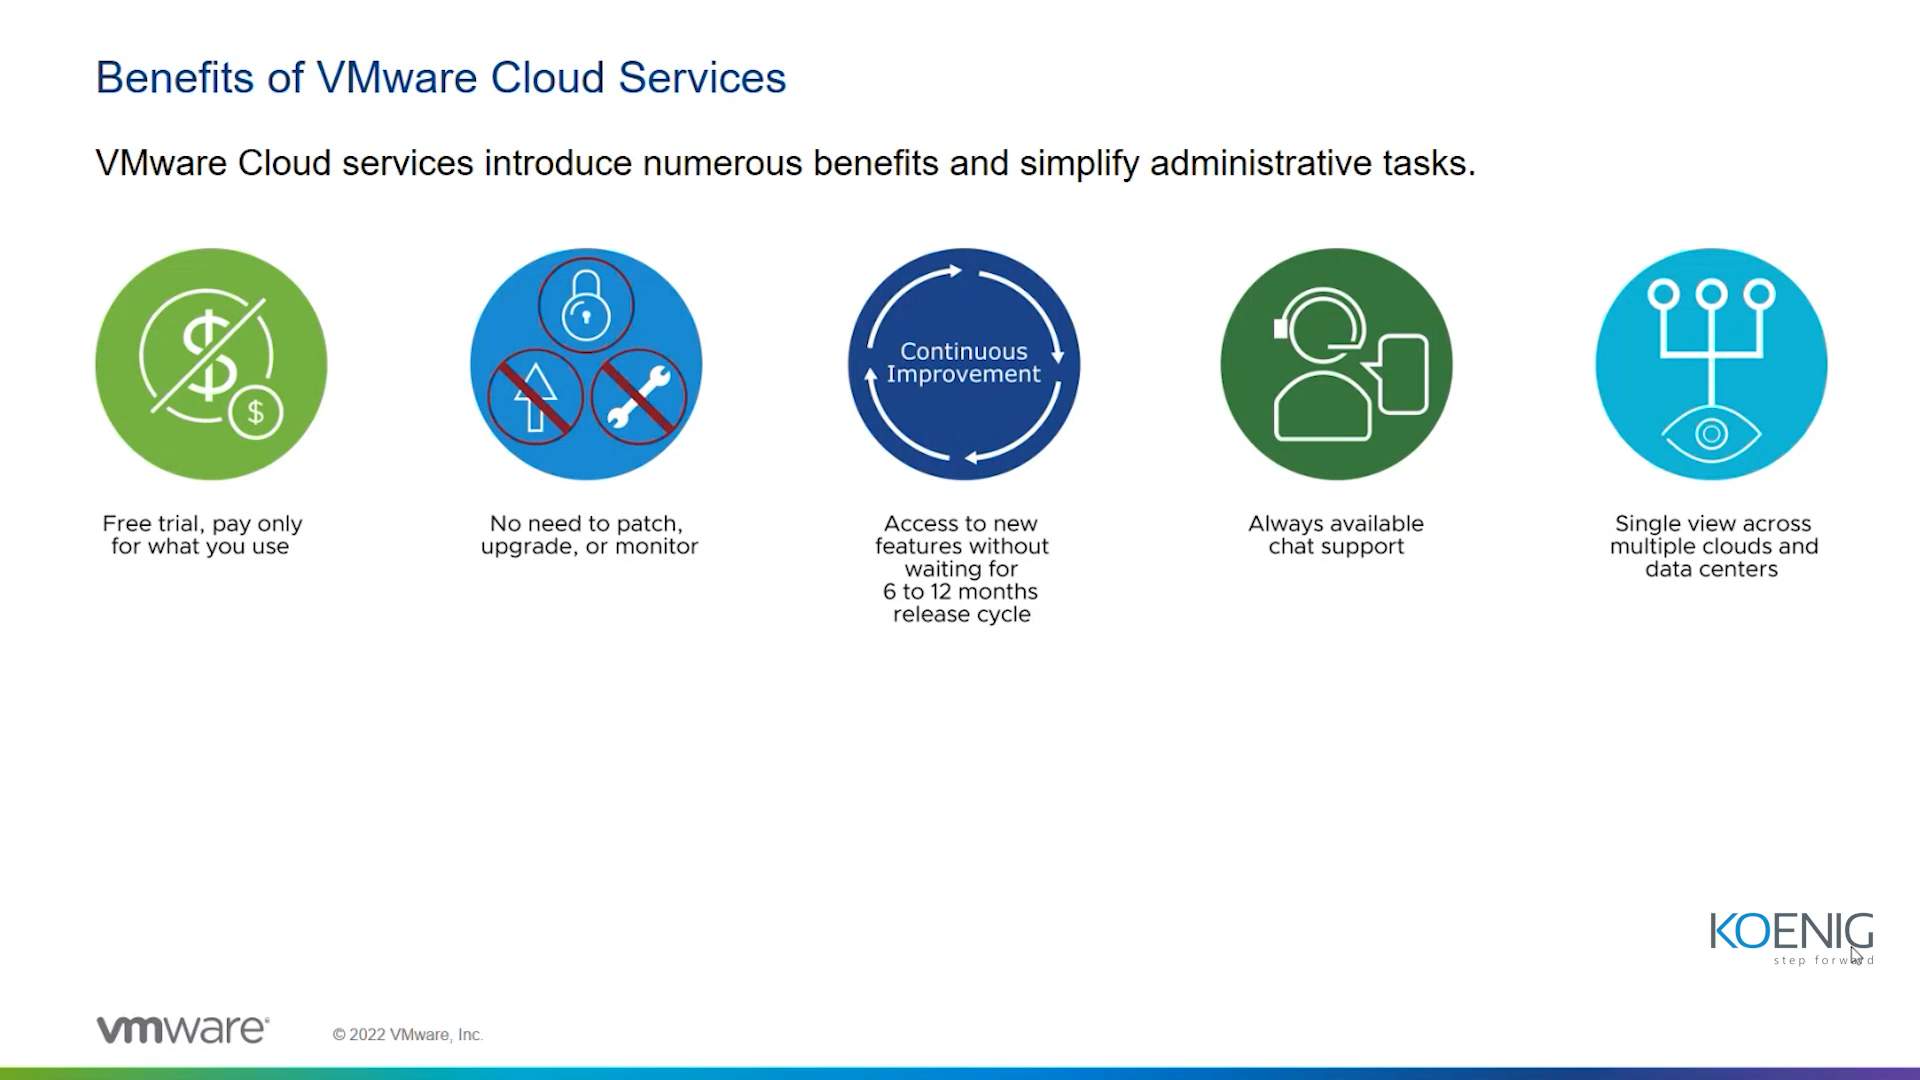 Benefits of VMware Cloud Services
VMware Cloud services introduce numerous benefits and simplify administrative tasks.
$
$
Continuous
Improvement
Free trial, pay only
for what you use
No need to patch,
upgrade, or monitor
Access to new
features without
waiting for
6 to 12 months
release cycle
Always available
chat support
Single view across
multiple clouds and
data centers
KOENIG
step forward
vmware®
© 2022 VMware, Inc.